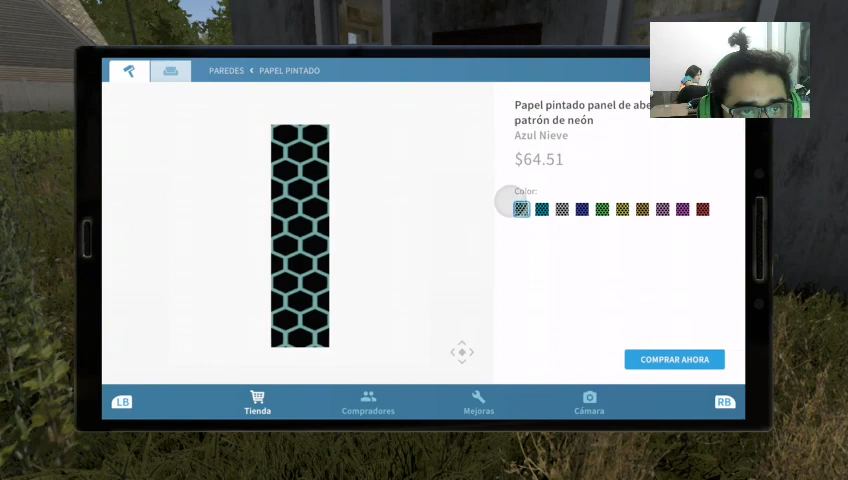 PAREDES < PAPEL PINTADO
Papel pintado panel de
patrón de neón
Azul Nieve
$64.51
Color:
COMPRAR AHORA
LB
Tienda
Compradores
Mejoras
Cámara
RB